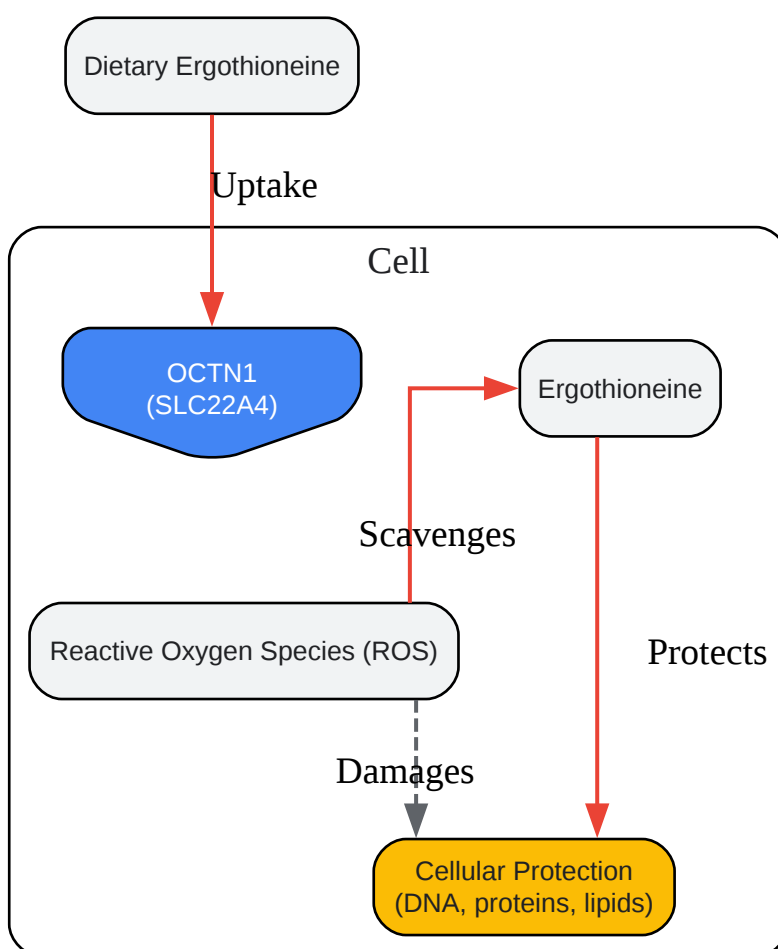 Dietary Ergothioneine
Uptake
Cell
OCTN1
(SLC22A4)
Ergothioneine
Scavenges
Reactive Oxygen Species (ROS)
Protects
Damages
Cellular Protection
(DNA, proteins, lipids)